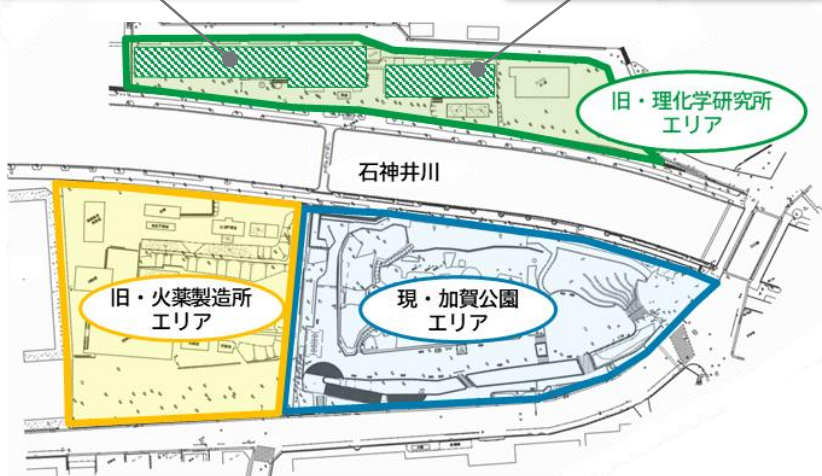 旧・理化学研究所
エリア
石神井川
旧・火薬製造所
エリア
現・加賀公園
エリア